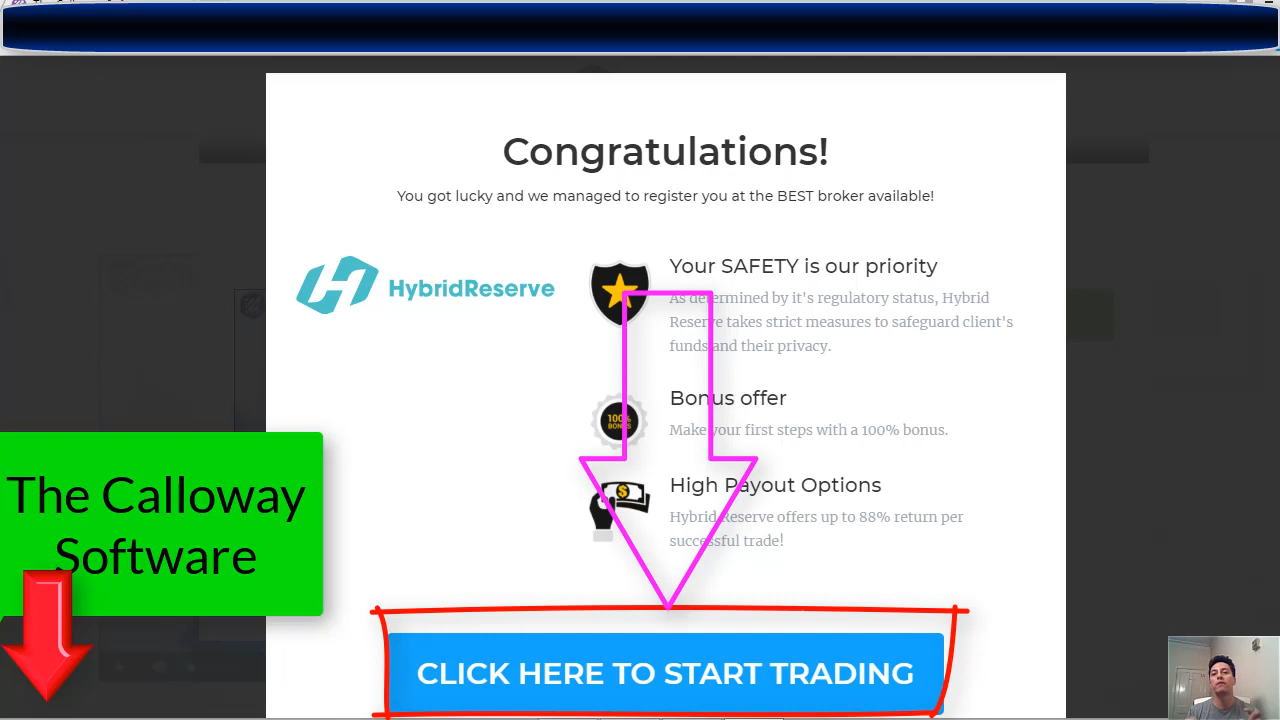 Congratulations!
You got lucky and we managed to register you at the BEST broker available!
HybridReserve
Your SAFETY is our priority
As determined by it's regulatory status, Hybrid
Reserve takes strict measures to safeguard client's
funds and their privacy.
100%
BONUS
Bonus offer
Make your first steps with a 100% bonus.
High Payout Options
Hybrid Reserve offers up to 88% return per
successful trade!
The Calloway
Software
CLICK HERE TO START TRADING